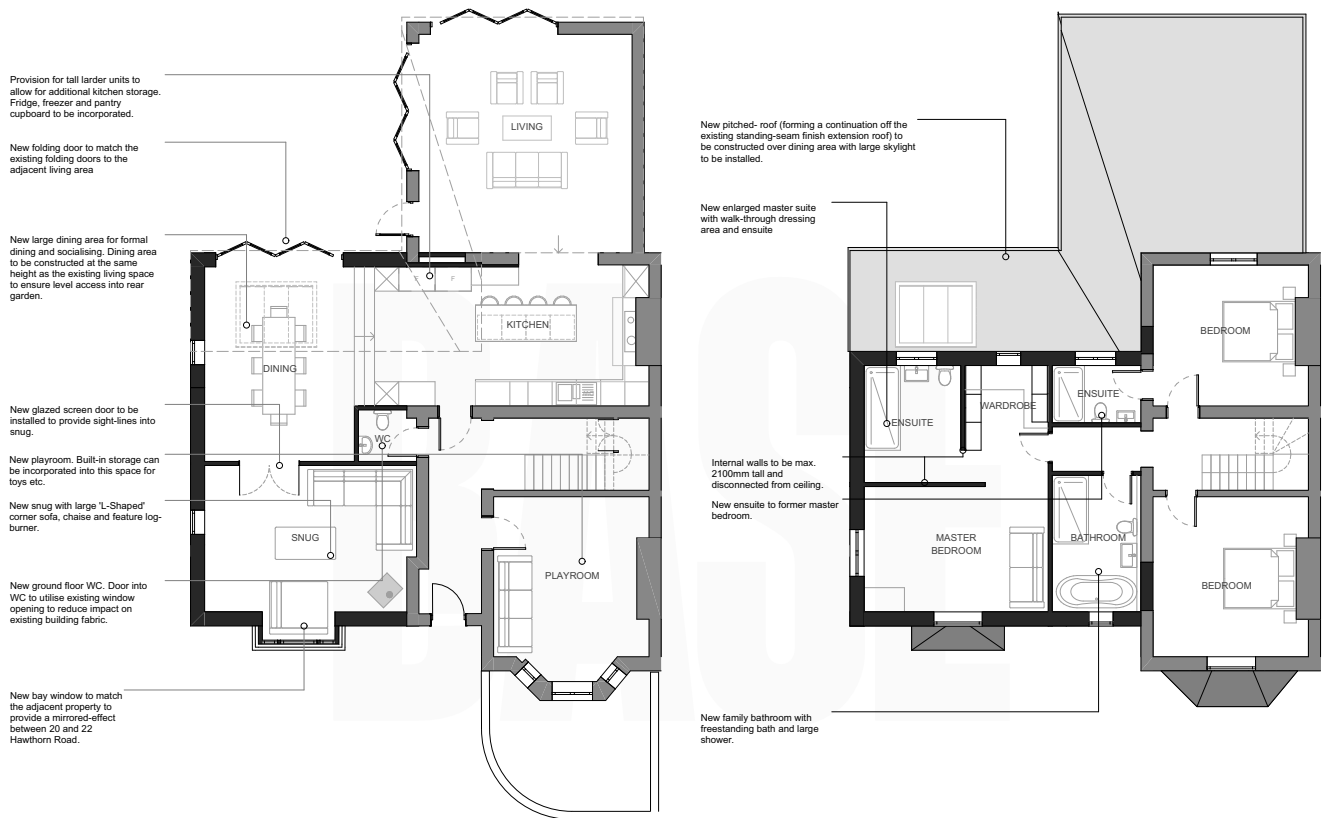 Provision for tall larder units to
allow for additional kitchen storage.
Fridge, freezer and pantry
cupboard to be incorporated.
New folding door to match the
existing folding doors to the
adjacent living area
New large dining area for formal
dining and socialising. Dining area
to be constructed at the same
height as the existing living space
to ensure level access into rear
garden.
New glazed screen door to be
installed to provide sight-lines into
snug.
New playroom. Built-in storage can
be incorporated into this space for
toys etc.
New snug with large 'L-Shaped'
corner sofa, chaise and feature log-
burner.
New ground floor WC. Door into
WC to utilise existing window
opening to reduce impact on
existing building fabric.
New bay window to match
the adjacent property to
provide a mirrored-effect
between 20 and 22
Hawthorn Road.
LIVING
F
F
KITCHEN
DINING
WC
SNUG
PLAYROOM
New pitched- roof (forming a continuation off the
existing standing-seam finish extension roof) to
be constructed over dining area with large skylight
to be installed.
New enlarged master suite
with walk-through dressing
area and ensuite
Internal walls to be max.
2100mm tall and
disconnected from ceiling.
New ensuite to former master
bedroom.
New family bathroom with
freestanding bath and large
shower.
BEDROOM
ENSUITE
WARDROBE
ENSUITE
MASTER
BEDROOM
BATHROOM
BEDROOM
BASE